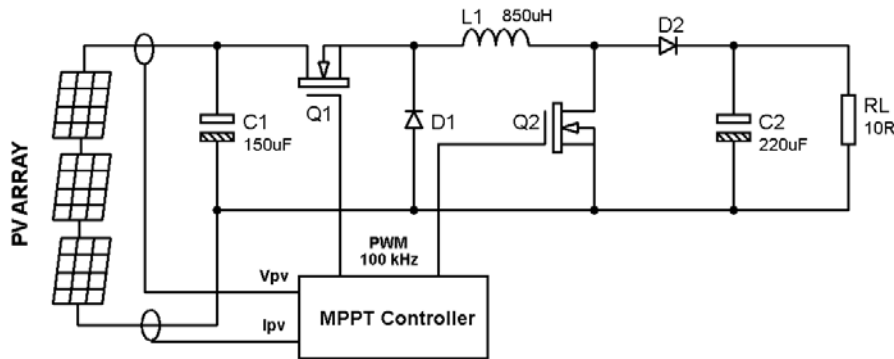 L1 850uH
D2
Q1
C1
150uF
D1
Q2
C2
220uF
RL
10R
PV ARRAY
PWM
100 kHz
Vpv
Ipv
MPPT Controller